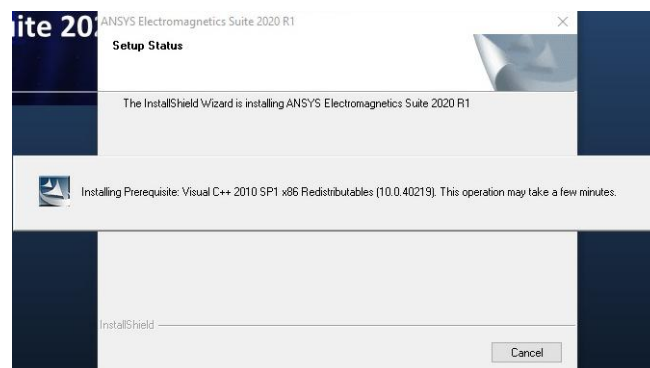 ite 20
ANSYS Electromagnetics Suite 2020 R1
Setup Status
The InstallShield Wizard is installing ANSYS Electromagnetics Suite 2020 R1
Installing Prerequisite: Visual C++ 2010 SP1 x86 Redistributables (10.0.40219). This operation may take a few minutes.
InstallShield
Cancel